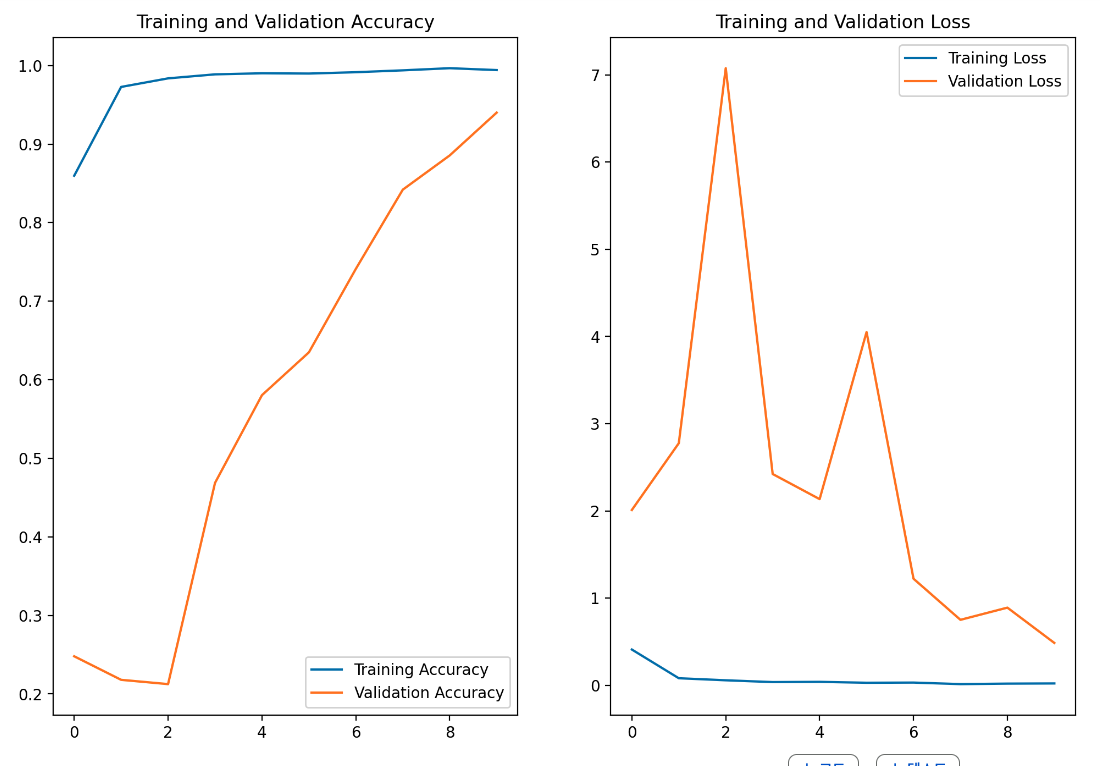 Training and Validation Accuracy
1.0
0.9
0.8
0.7
0.6
0.5
0.4
0.3
0.2
0 2 4 6 8
Training Accuracy
Validation Accuracy
Training and Validation Loss
7
6
5
4
3
2
1
0
0 2 4 6 8
Training Loss
Validation Loss